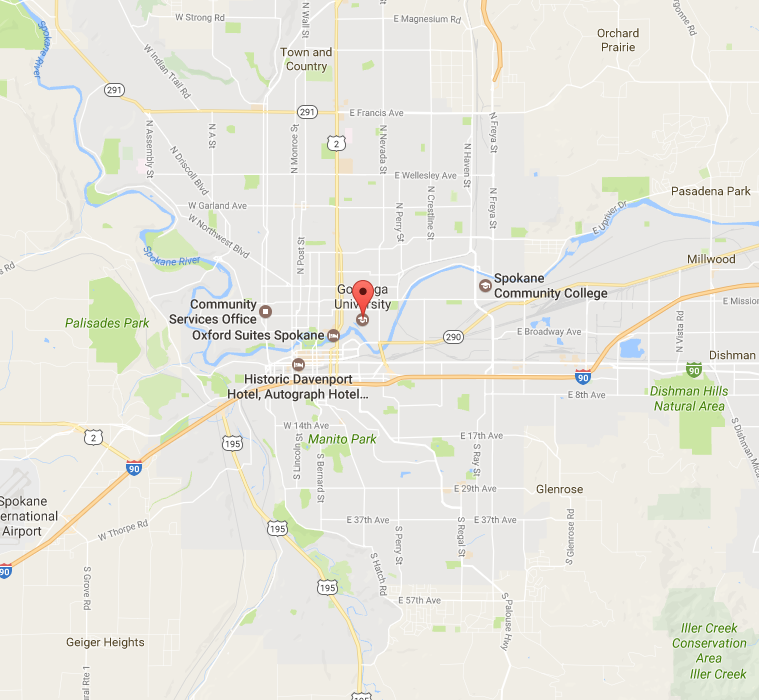 W Strong Rd
N Wall St
E Magnesium Rd
Orchard
Prairie
Town and
Country
Spokane River
W Indian Trail Rd
291
291
E Francis Ave
N Freya St
2
N Assembly St
N A St
N Monroe St
N Nevada St
N Haven St
N Driscoll Blvd
E Wellesley Ave
Pasadena Park
W Garland Ave
N Perry St
N Crestline St
N Freya St
E Upriver Dr
W Northwest Blvd
N Post St
Spokane River
Millwood
s Rd
Spokane
Community College
University
E Mission
Community
Services Office
Palisades Park
Oxford Suites Spokane
290
E Broadway Ave
N Vista Rd
Dishman
Historic Davenport
Hotel, Autograph Hotel...
90
90
Dishman Hills
Natural Area
E 8th Ave
2
W 14th Ave
195
Manito Park
E 17th Ave
S Lincoln St
S Bernard St
S Ray St
90
Spokane
ernational
Airport
E 29th Ave
Glenrose
W Thorpe Rd
195
E 37th Ave
E 37th Ave
S Perry St
S Regal St
S Glenrose Rd
90
S Grove Rd
S Hatch Rd
195
E 57th Ave
S Palouse Hwy
Geiger Heights
Iller Creek
Conservation
Area
Iller Creek
ural Rte 1
195